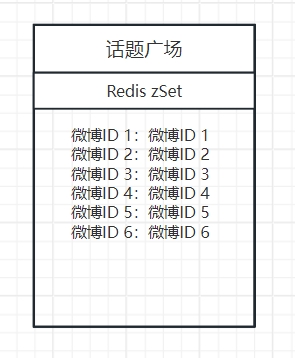 话题广场
Redis zSet
微博ID 1：微博ID 1
微博ID 2：微博ID 2
微博ID 3：微博ID 3
微博ID 4：微博ID 4
微博ID 5：微博ID 5
微博ID 6：微博ID 6